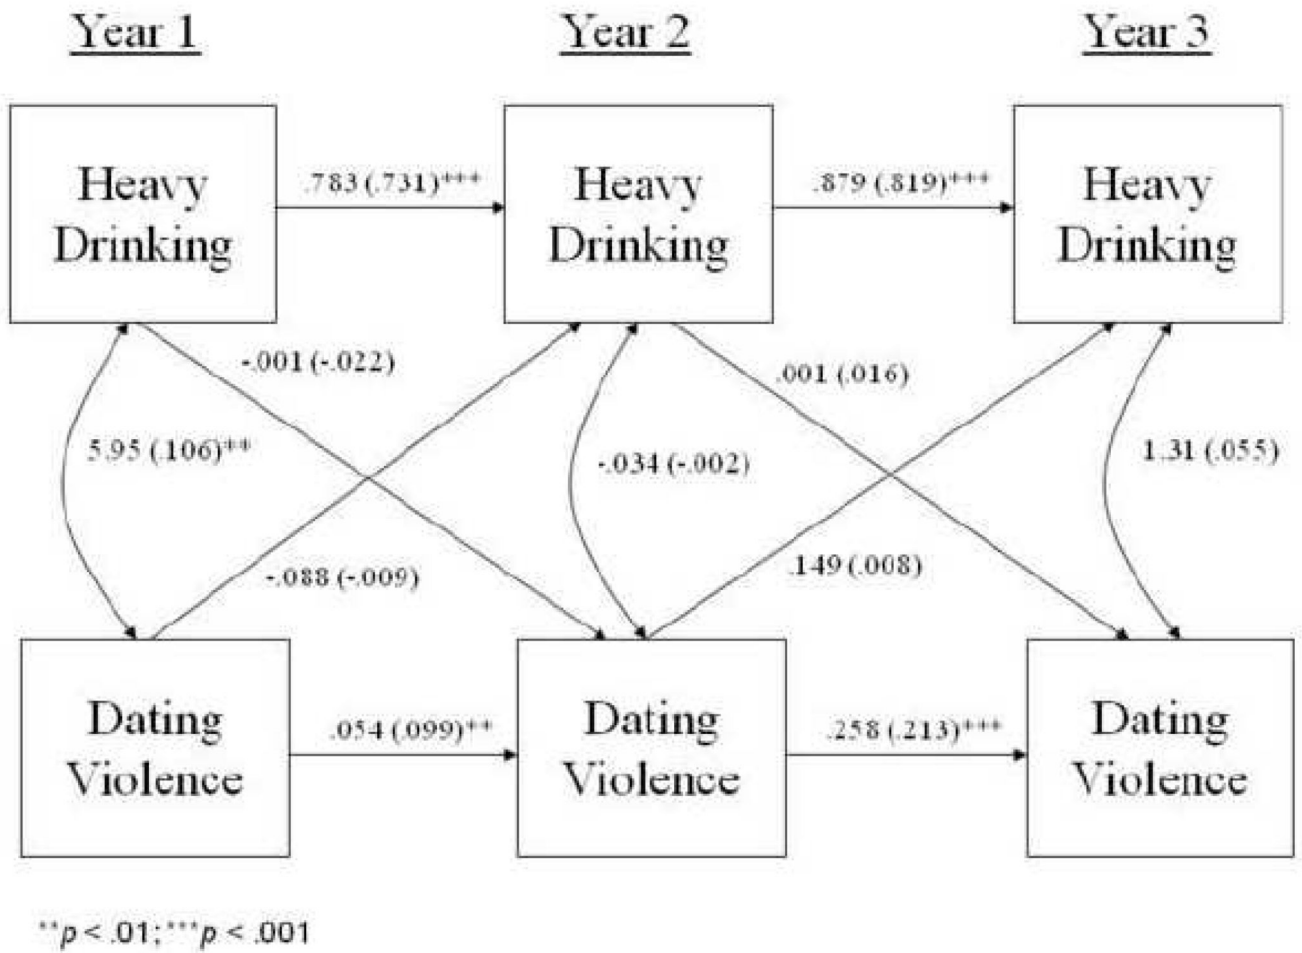 Year 1 Year 2 Year 3
Heavy Drinking
.783 (.731)+++
Heavy Drinking
.879 (.819)+++
Heavy Drinking
-.001 (-.022)
.001 (.016)
5.95 (.106)**
-.034 (-.002)
1.31 (.055)
-.088 (-.009)
.149 (.008)
Dating Violence
.054 (.099)**
Dating Violence
.258 (.213)***
Dating Violence
**p < .01; ***p < .001